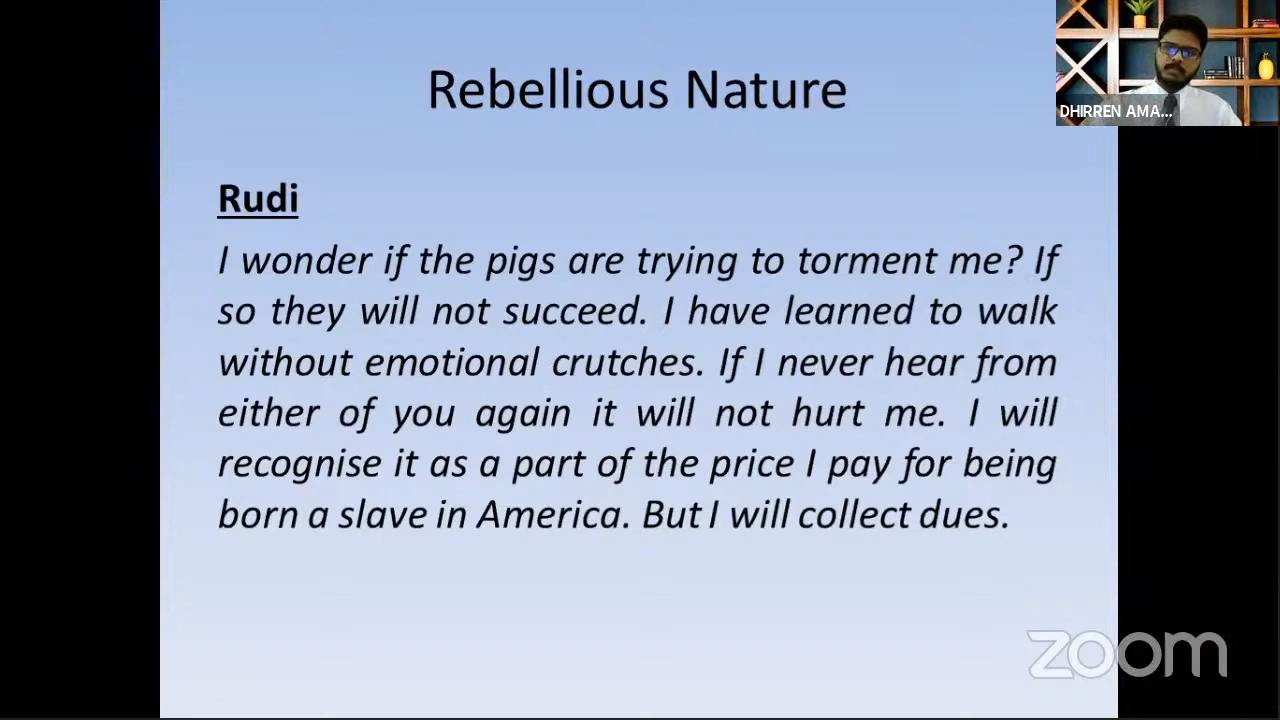 Rebellious Nature
DHIRREN AMA...
Rudi
I wonder if the pigs are trying to torment me? If
so they will not succeed. I have learned to walk
without emotional crutches. If I never hear from
either of you again it will not hurt me. I will
recognise it as a part of the price I pay for being
born a slave in America. But I will collect dues.
zoom